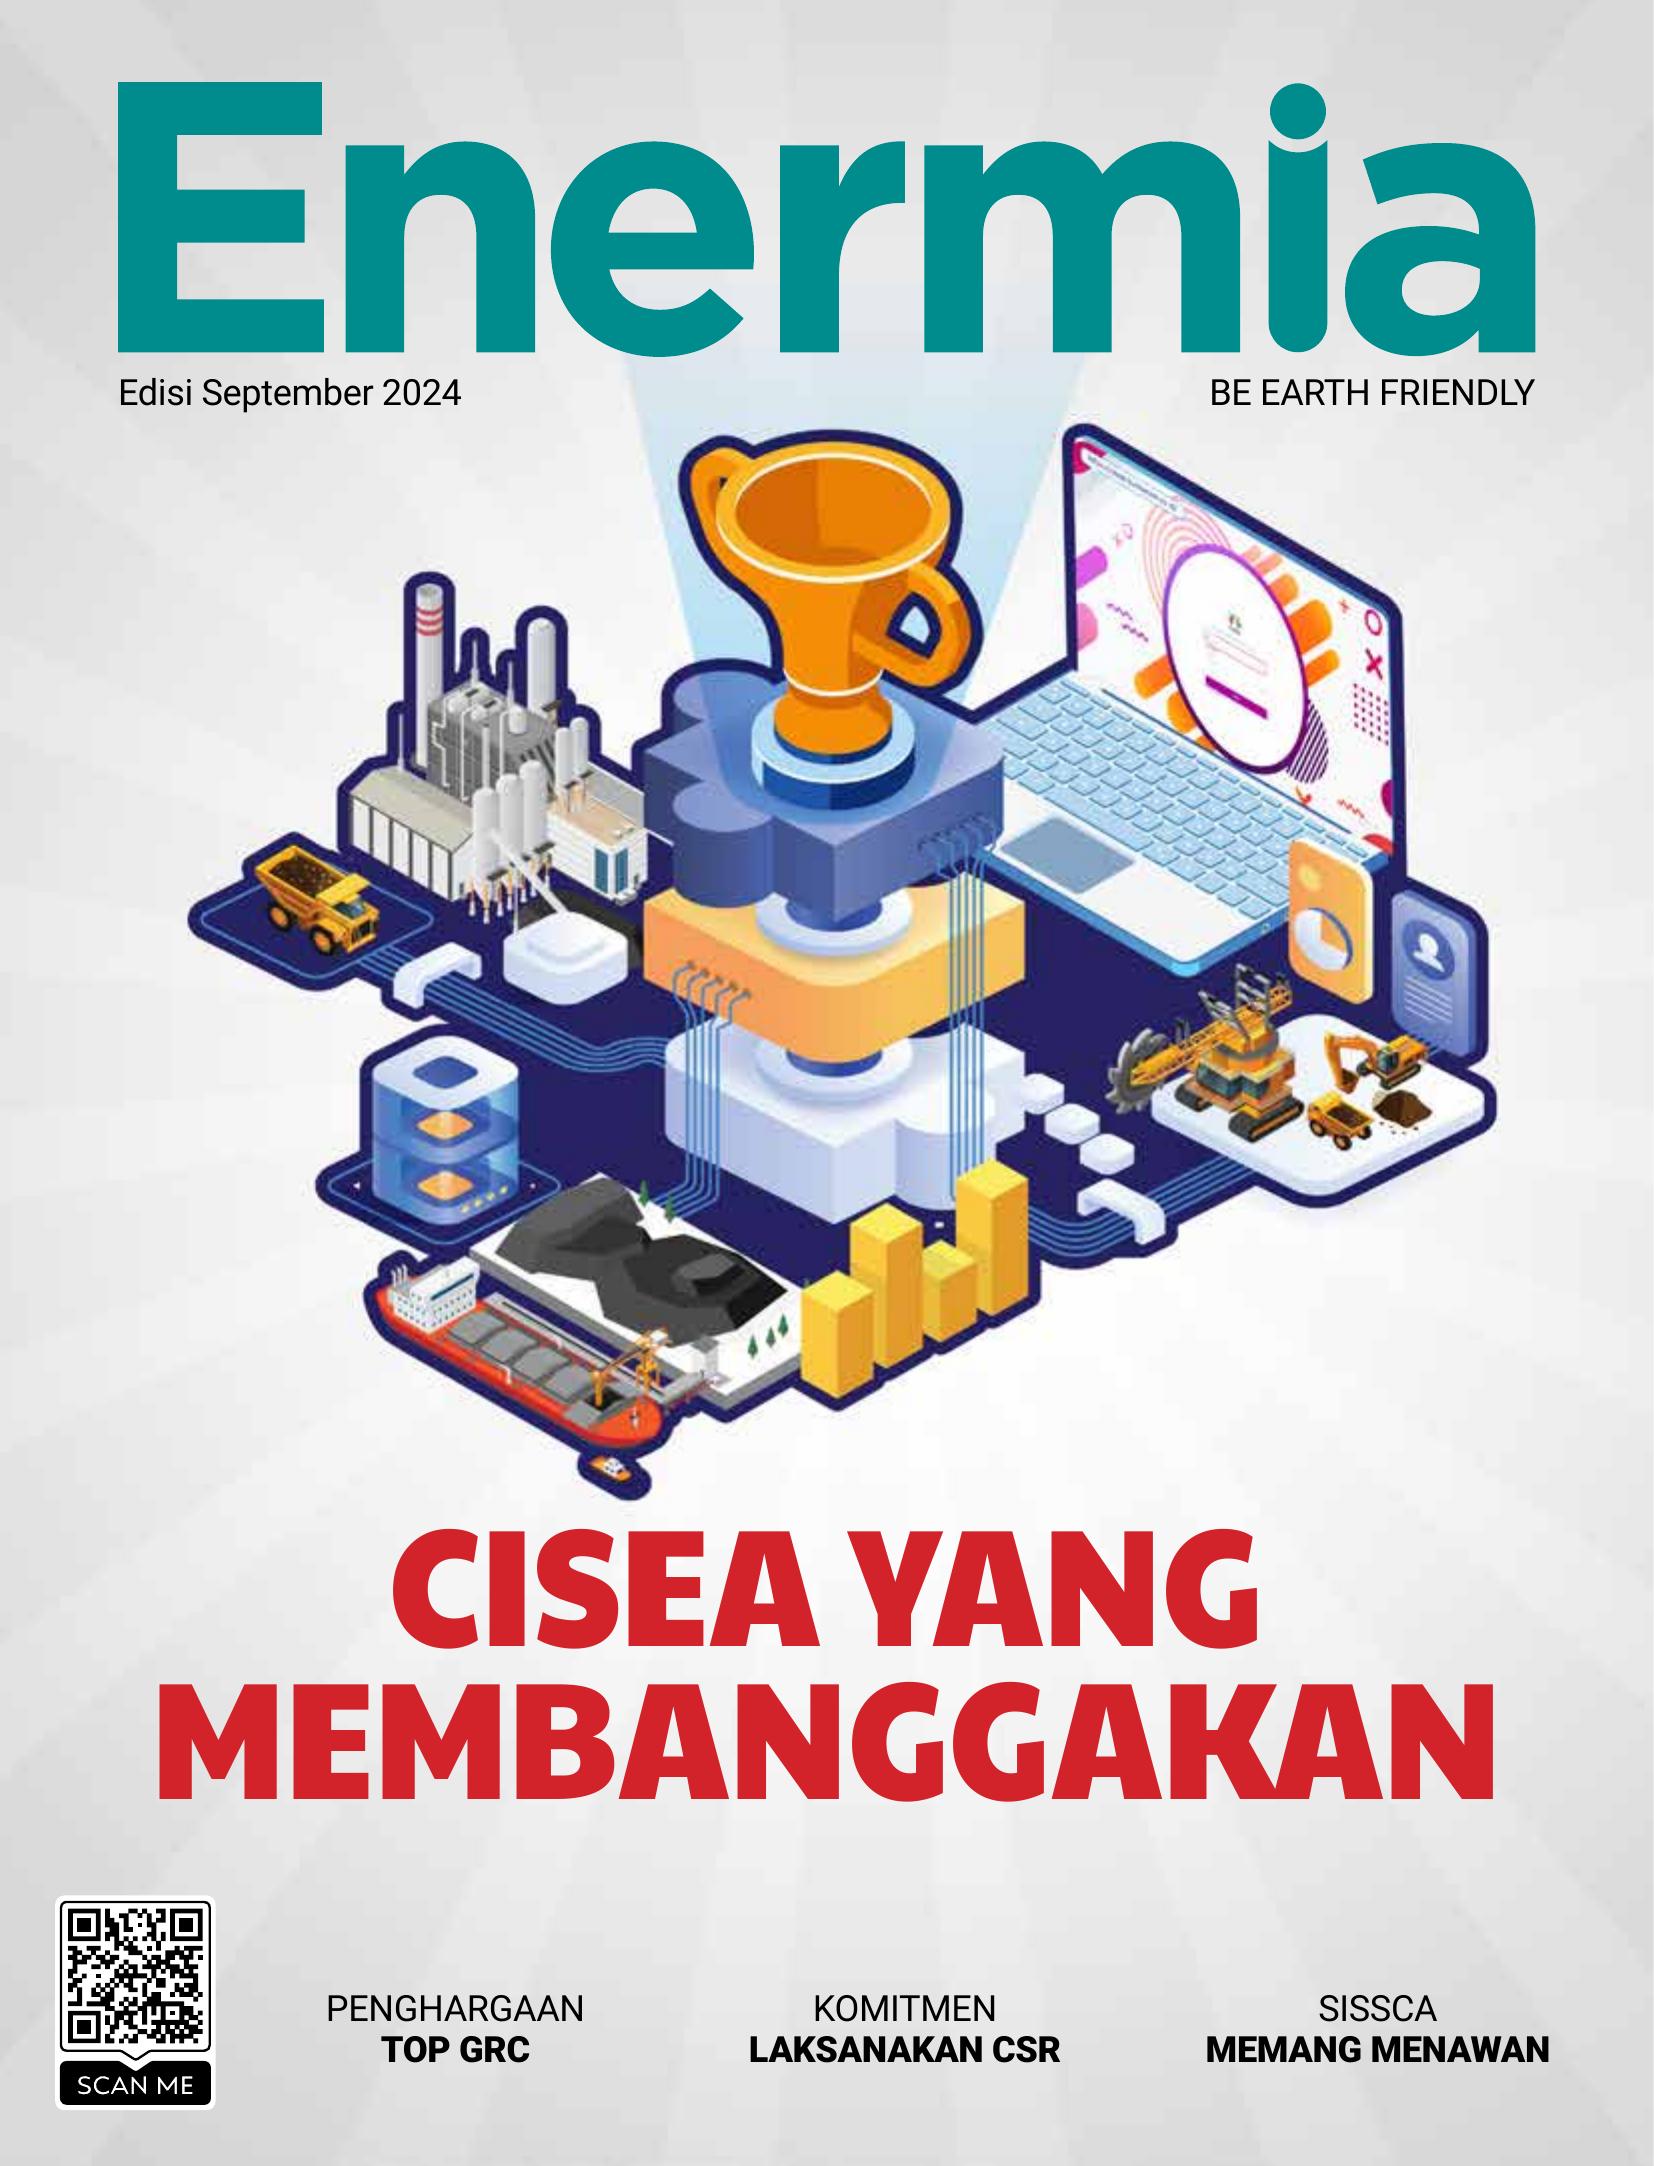 Enermia
Edisi September 2024
BE EARTH FRIENDLY
CISEA YANG
MEMBANGGAKAN
PENGHARGAAN
TOP GRC
KOMITMEN
LAKSANAKAN CSR
SISSCA
MEMANG MENAWAN
SCAN ME